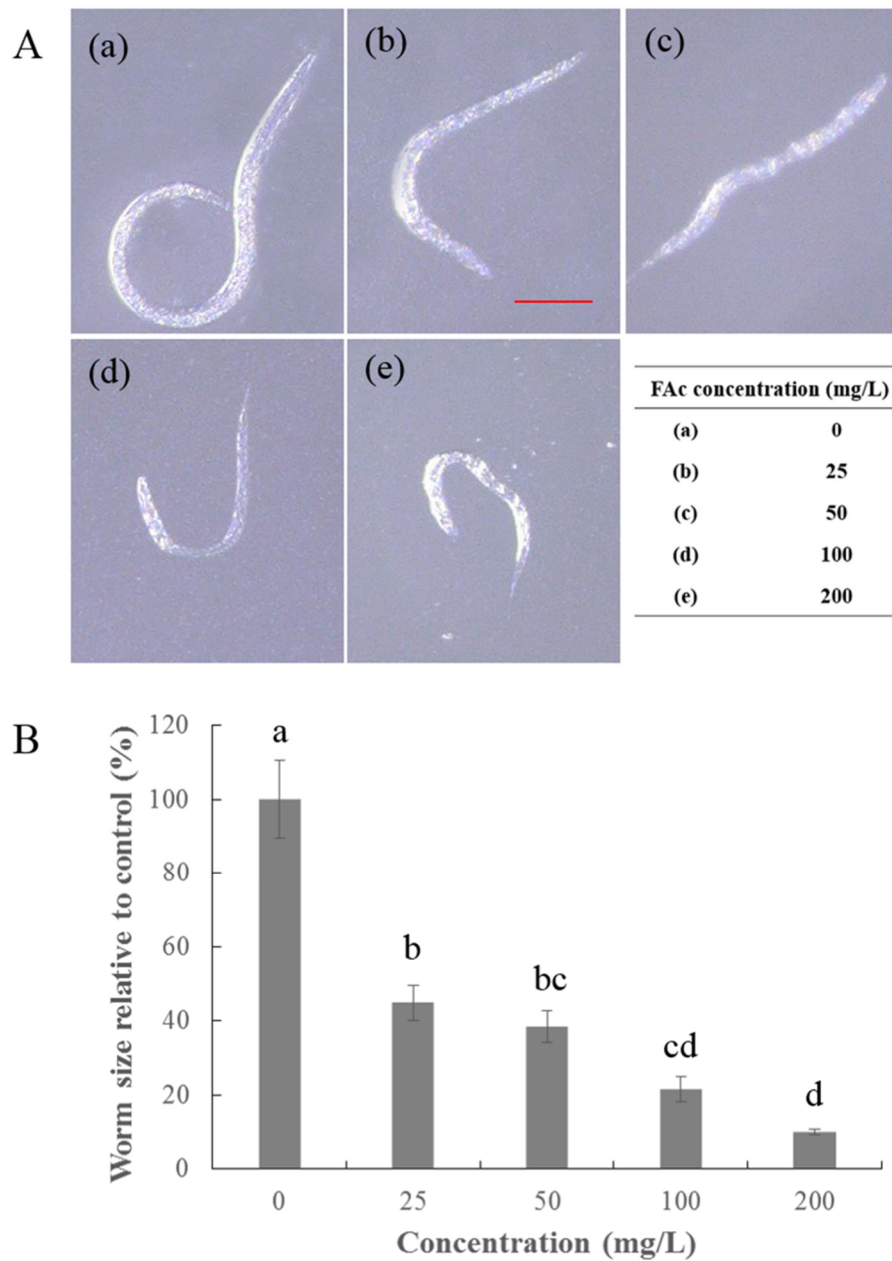 A
(a)
(b)
(c)
(d)
(e)
FAc concentration (mg/L)
(a) 0
(b) 25
(c) 50
(d) 100
(e) 200
B
Worm size relative to control (%)
120
100
80
60
40
20
0
a
b
bc
cd
d
0 25 50 100 200
Concentration (mg/L)